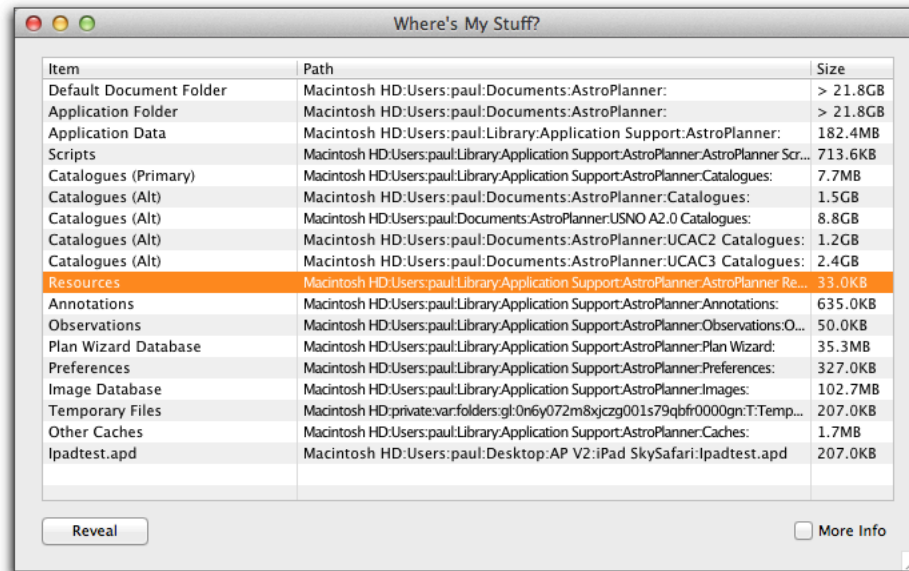 Where's My Stuff?
Item Path Size
Default Document Folder Macintosh HD:Users:paul:Documents:AstroPlanner: > 21.8GB
Application Folder Macintosh HD:Users:paul:Documents:AstroPlanner: > 21.8GB
Application Data Macintosh HD:Users:paul:Library:Application Support:AstroPlanner: 182.4MB
Scripts Macintosh HD:Users:paul:Library:Application Support:AstroPlanner:AstroPlanner Scr... 713.6KB
Catalogues (Primary) Macintosh HD:Users:paul:Library:Application Support:AstroPlanner:Catalogues: 7.7MB
Catalogues (Alt) Macintosh HD:Users:paul:Documents:AstroPlanner:Catalogues: 1.5GB
Catalogues (Alt) Macintosh HD:Users:paul:Documents:AstroPlanner:USNO A2.0 Catalogues: 8.8GB
Catalogues (Alt) Macintosh HD:Users:paul:Documents:AstroPlanner:UCAC2 Catalogues: 1.2GB
Catalogues (Alt) Macintosh HD:Users:paul:Documents:AstroPlanner:UCAC3 Catalogues: 2.4GB
Resources Macintosh HD:Users:paul:Library:Application Support:AstroPlanner:AstroPlanner Re... 33.0KB
Annotations Macintosh HD:Users:paul:Library:Application Support:AstroPlanner:Annotations: 635.0KB
Observations Macintosh HD:Users:paul:Library:Application Support:AstroPlanner:Observations:O... 50.0KB
Plan Wizard Database Macintosh HD:Users:paul:Library:Application Support:AstroPlanner:Plan Wizard: 35.3MB
Preferences Macintosh HD:Users:paul:Library:Application Support:AstroPlanner:Preferences: 327.0KB
Image Database Macintosh HD:Users:paul:Library:Application Support:AstroPlanner:Images: 102.7MB
Temporary Files Macintosh HD:private:var:folders:gl:0n6y072m8xjczg001s79qbfr0000gn:T:Temp... 207.0KB
Other Caches Macintosh HD:Users:paul:Library:Application Support:AstroPlanner:Caches: 1.7MB
Ipadtest.apd Macintosh HD:Users:paul:Desktop:AP V2:iPad SkySafari:Ipadtest.apd 207.0KB
Reveal More Info